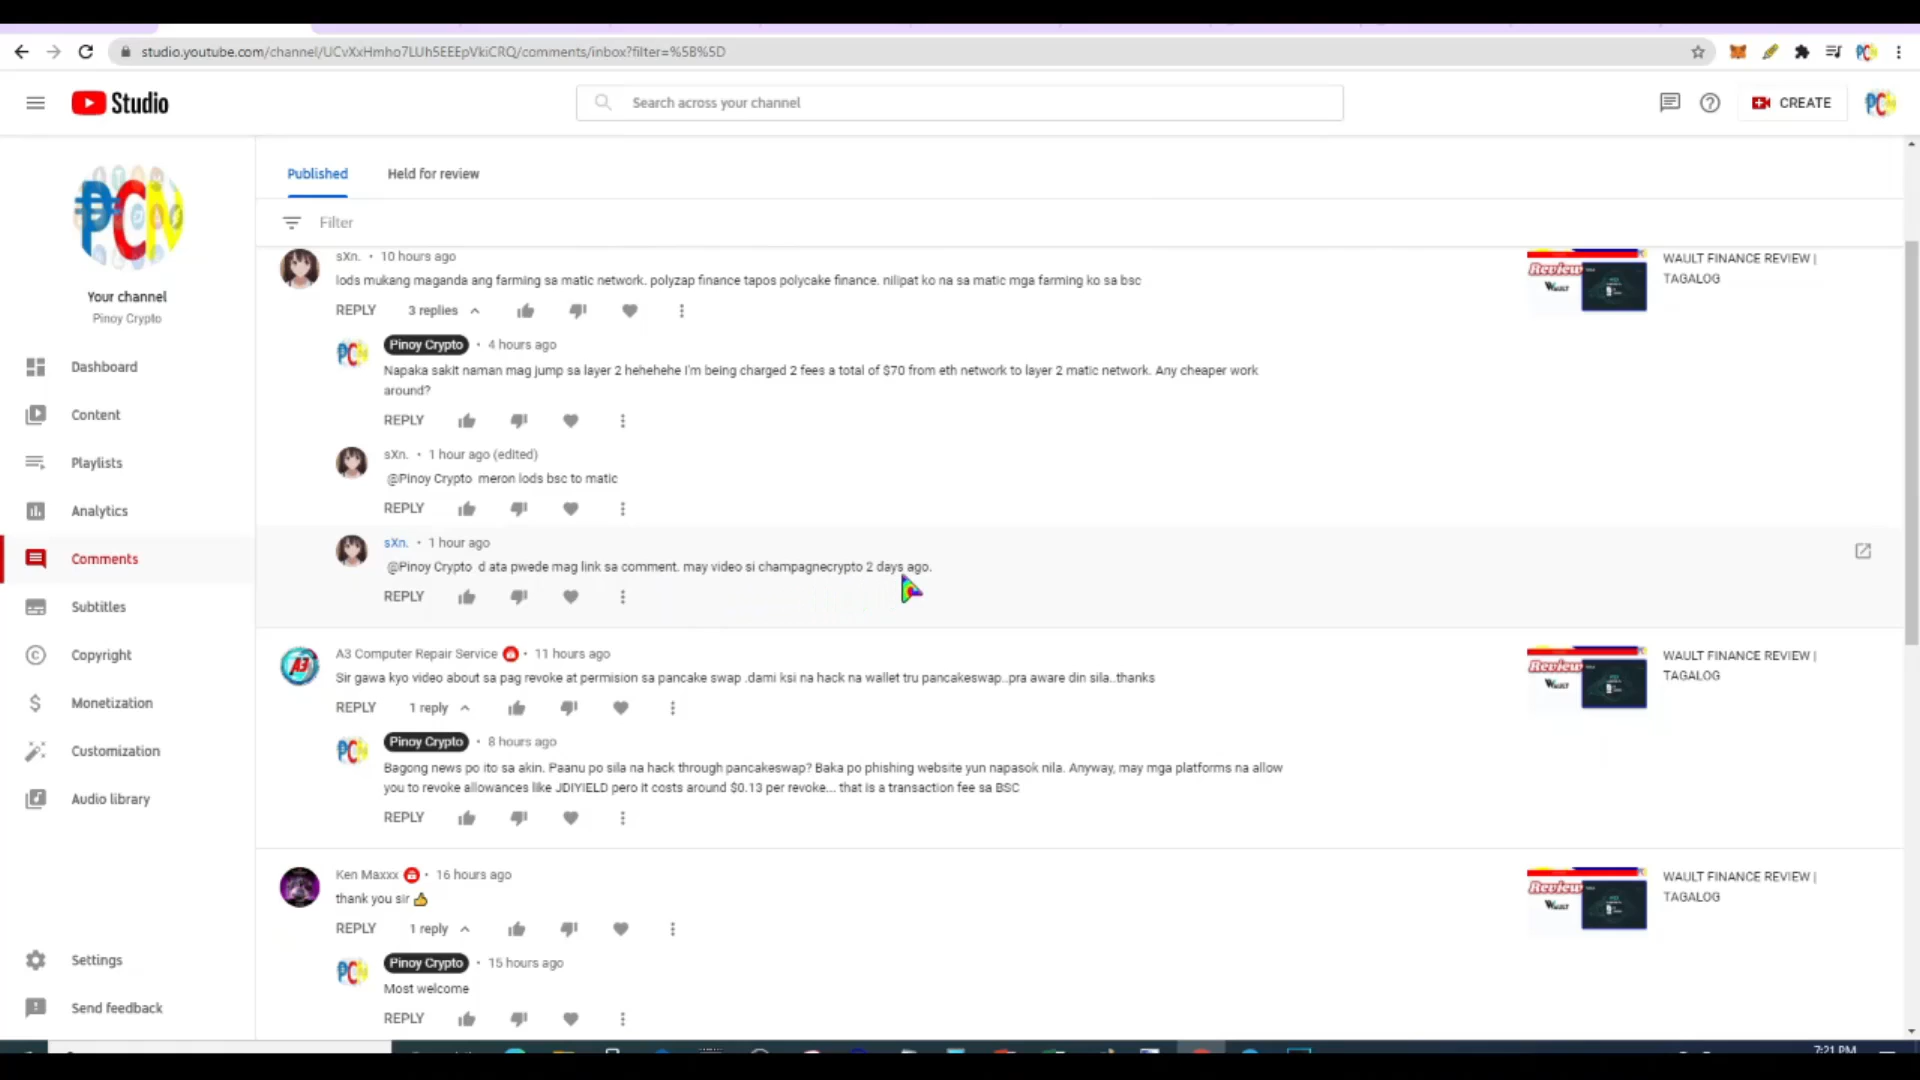 studio.youtube.com/channel/UCvXxHmho7LUh5EEEpVkiCRQ/comments/inbox?filter=%5B%5D
Studio
Search across your channel
CREATE
PCN
Your channel
Pinoy Crypto
Dashboard
Content
Playlists
Analytics
Comments
Subtitles
Copyright
Monetization
Customization
Audio library
Settings
Send feedback
Published
Held for review
Filter
sXn. • 10 hours ago
lods mukang maganda ang farming sa matic network. polyzap finance tapos polycake finance. nilipat ko na sa matic mga farming ko sa bsc
REPLY 3 replies
Pinoy Crypto • 4 hours ago
Napaka sakit naman mag jump sa layer 2 hehehehe I'm being charged 2 fees a total of $70 from eth network to layer 2 matic network. Any cheaper work
around?
REPLY
sXn. • 1 hour ago (edited)
@Pinoy Crypto meron lods bsc to matic
REPLY
sXn. • 1 hour ago
@Pinoy Crypto d ata pwede mag link sa comment. may video si champagnecrypto 2 days ago.
REPLY
Review
WAULT
WAULT FINANCE REVIEW |
TAGALOG
A3 Computer Repair Service • 11 hours ago
Sir gawa kyo video about sa pag revoke at permision sa pancake swap .dami ksi na hack na wallet tru pancakeswap..pra aware din sila..thanks
REPLY 1 reply
Pinoy Crypto • 8 hours ago
Bagong news po ito sa akin. Paanu po sila na hack through pancakeswap? Baka po phishing website yun napasok nila. Anyway, may mga platforms na allow
you to revoke allowances like JDIYIELD pero it costs around $0.13 per revoke... that is a transaction fee sa BSC
REPLY
Review
WAULT
WAULT FINANCE REVIEW |
TAGALOG
Ken Maxxx • 16 hours ago
thank you sir 👍
REPLY 1 reply
Pinoy Crypto • 15 hours ago
Most welcome
REPLY
Review
WAULT
WAULT FINANCE REVIEW |
TAGALOG
7:21 PM